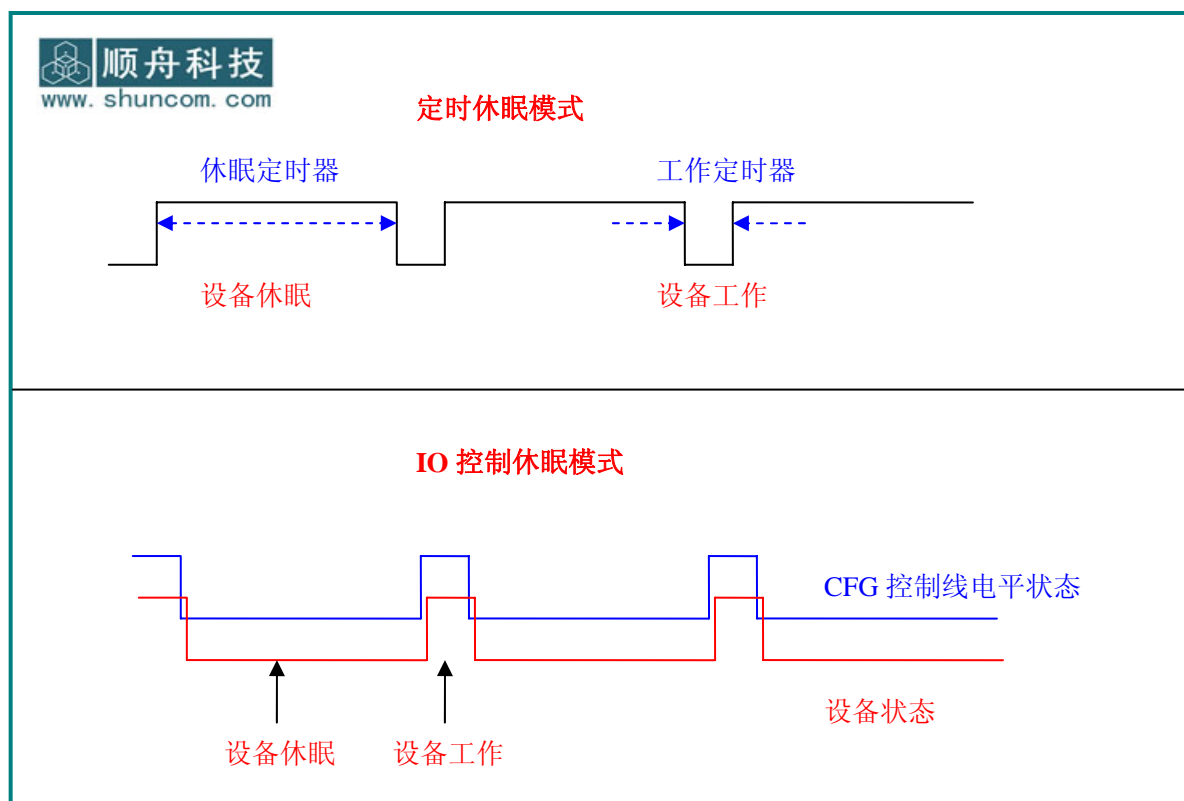 顺舟科技
www. shuncom. com
定时休眠模式
休眠定时器
工作定时器
设备休眠
设备工作
IO 控制休眠模式
CFG 控制线电平状态
设备状态
设备休眠
设备工作